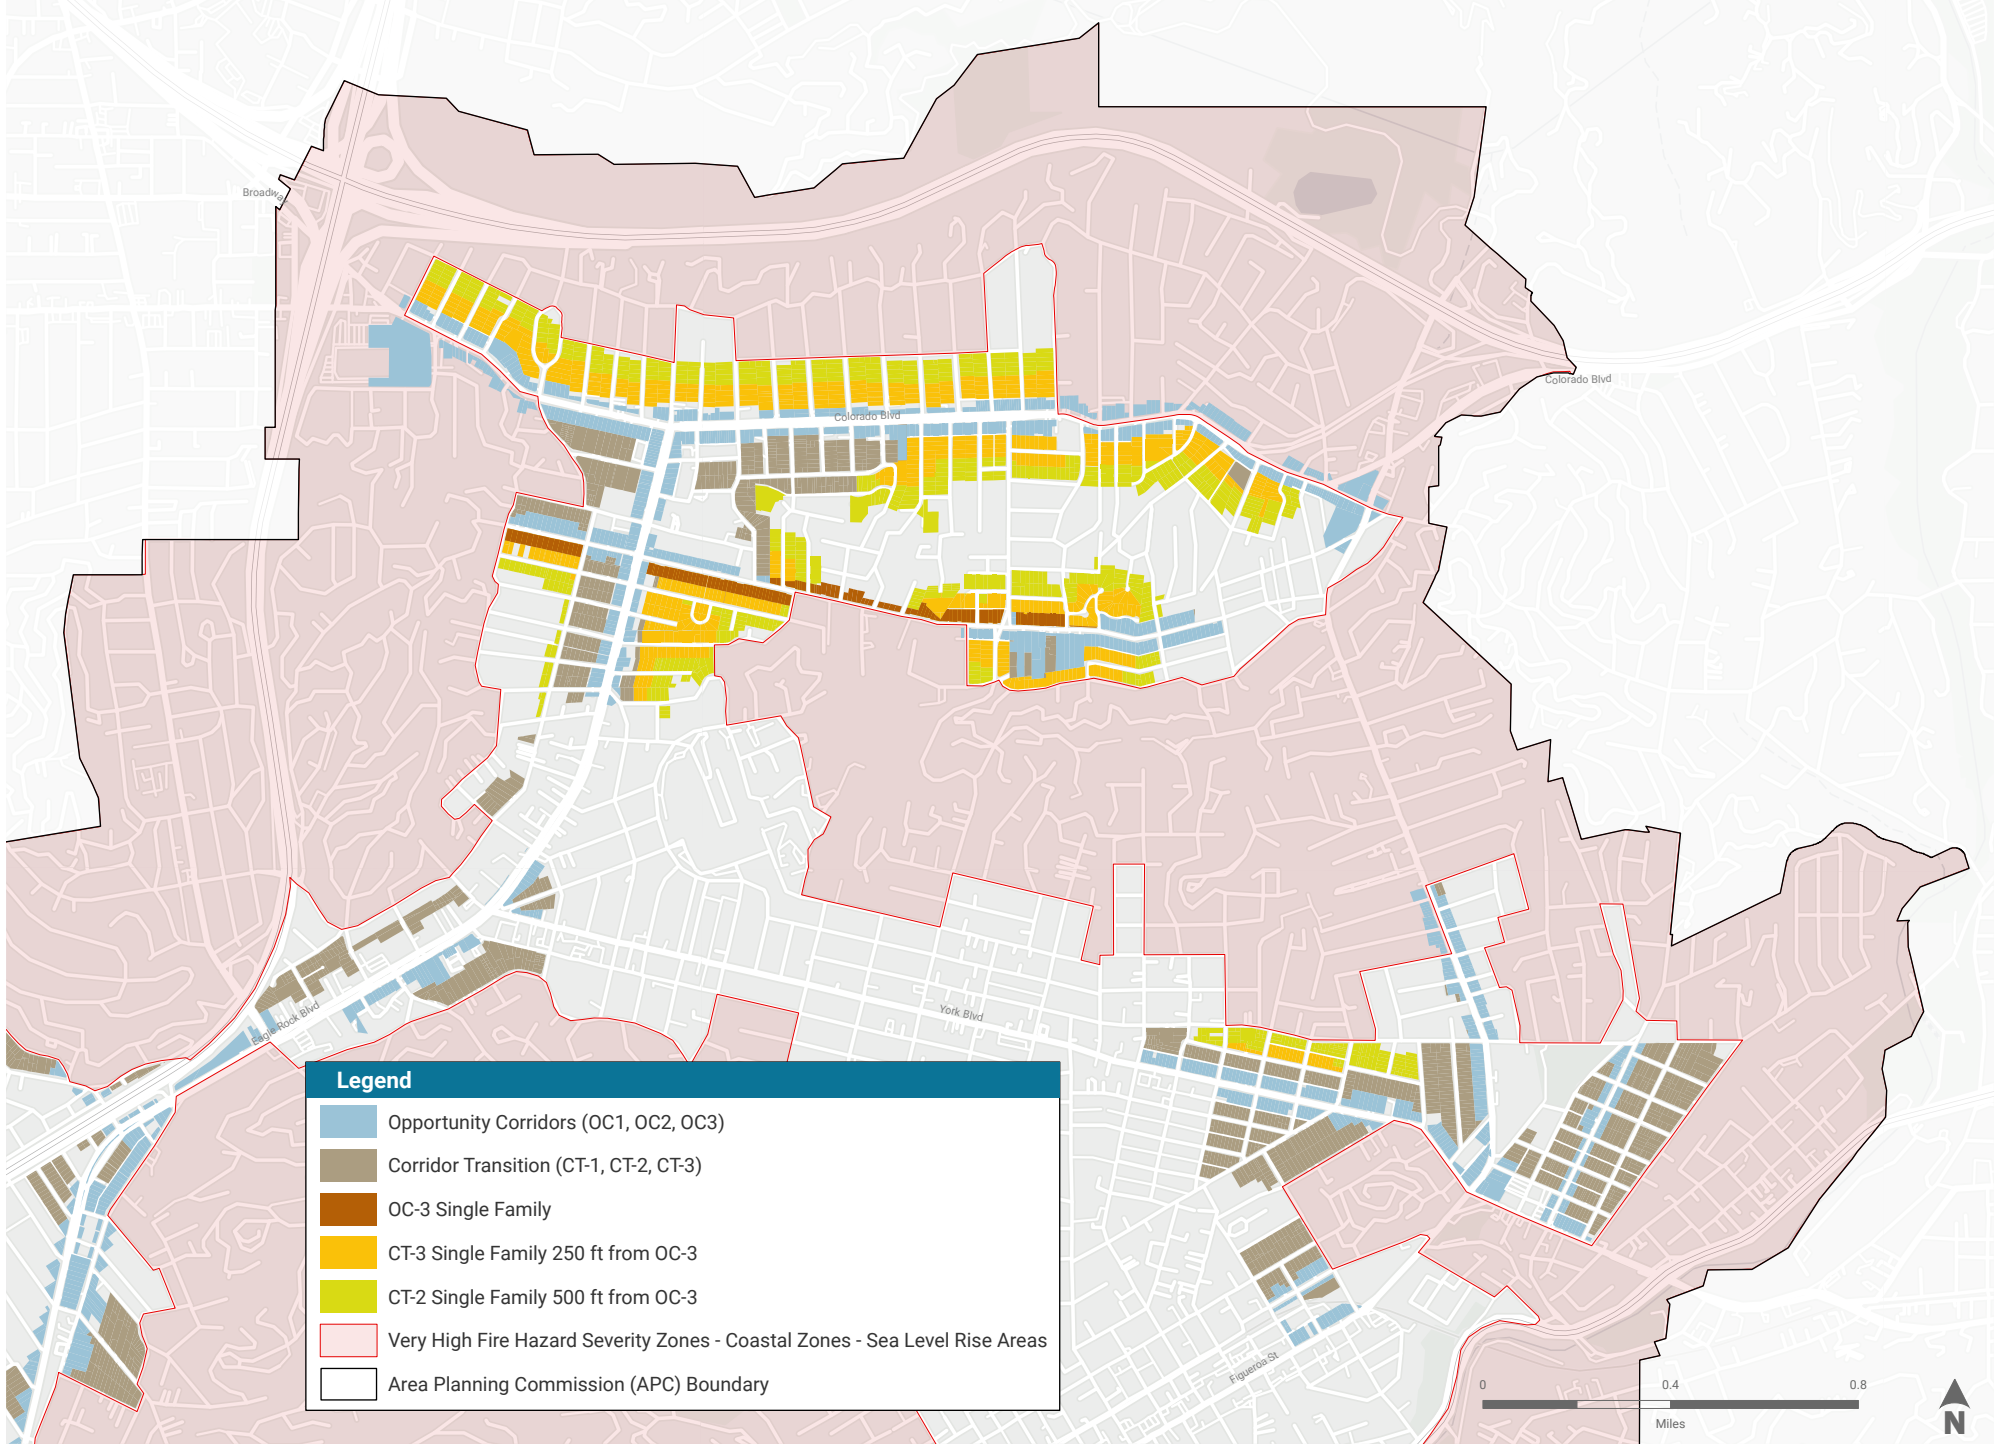 Broadway
Colorado Blvd
Colorado Blvd
York Blvd
Eagle Rock Blvd
Figueroa St
Legend
Opportunity Corridors (OC1, OC2, OC3)
Corridor Transition (CT-1, CT-2, CT-3)
OC-3 Single Family
CT-3 Single Family 250 ft from OC-3
CT-2 Single Family 500 ft from OC-3
Very High Fire Hazard Severity Zones - Coastal Zones - Sea Level Rise Areas
Area Planning Commission (APC) Boundary
0 0.4 0.8
Miles
N